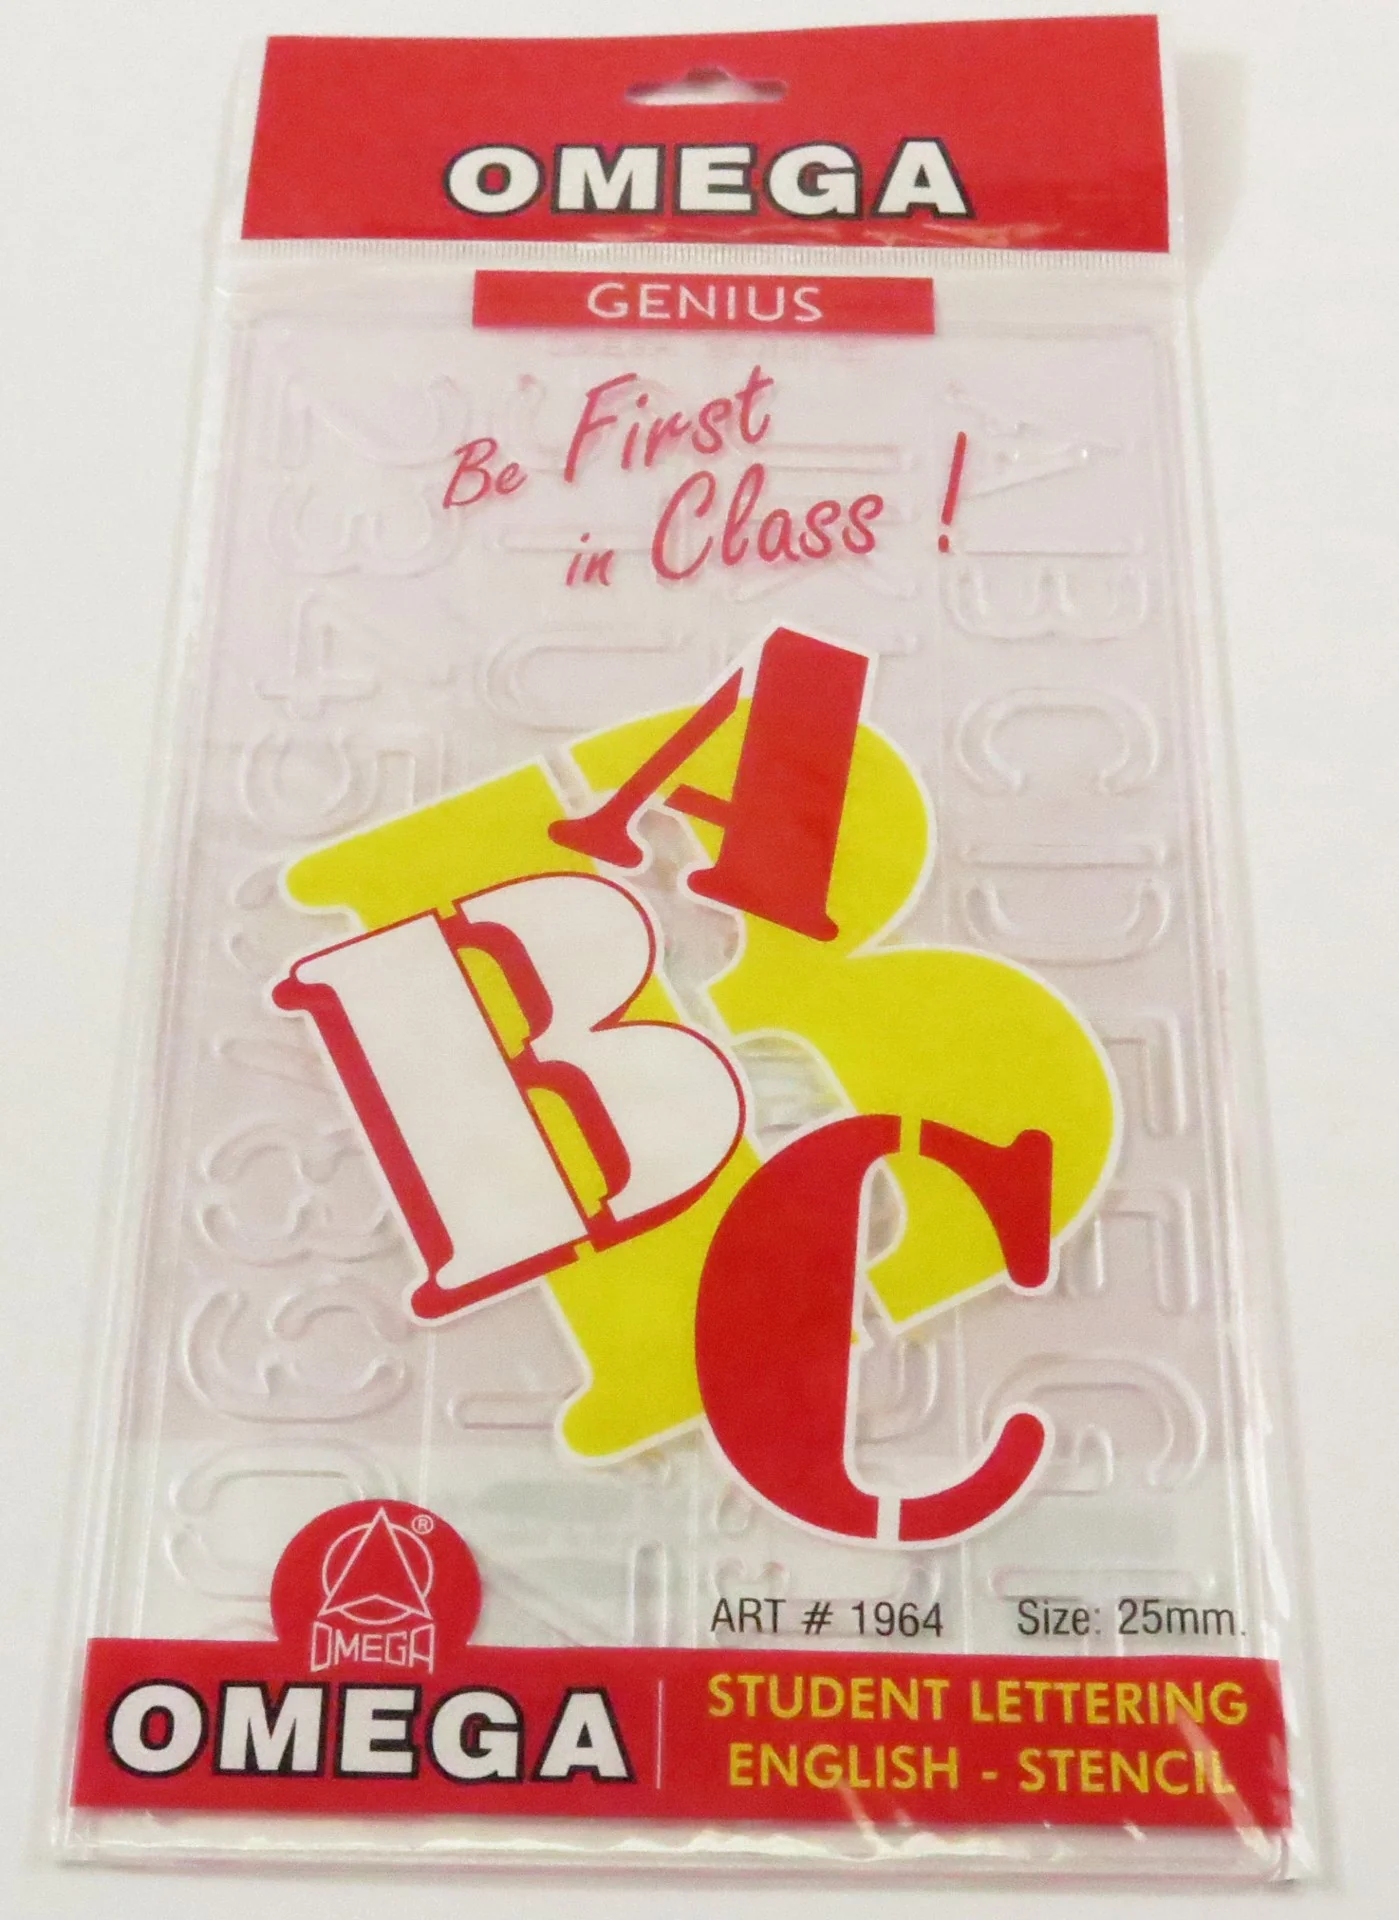 OMEGA
GENIUS
Be First
in Class !
A
B
C
ART # 1964 Size: 25mm.
®
OMEGA
OMEGA
STUDENT LETTERING
ENGLISH - STENCIL